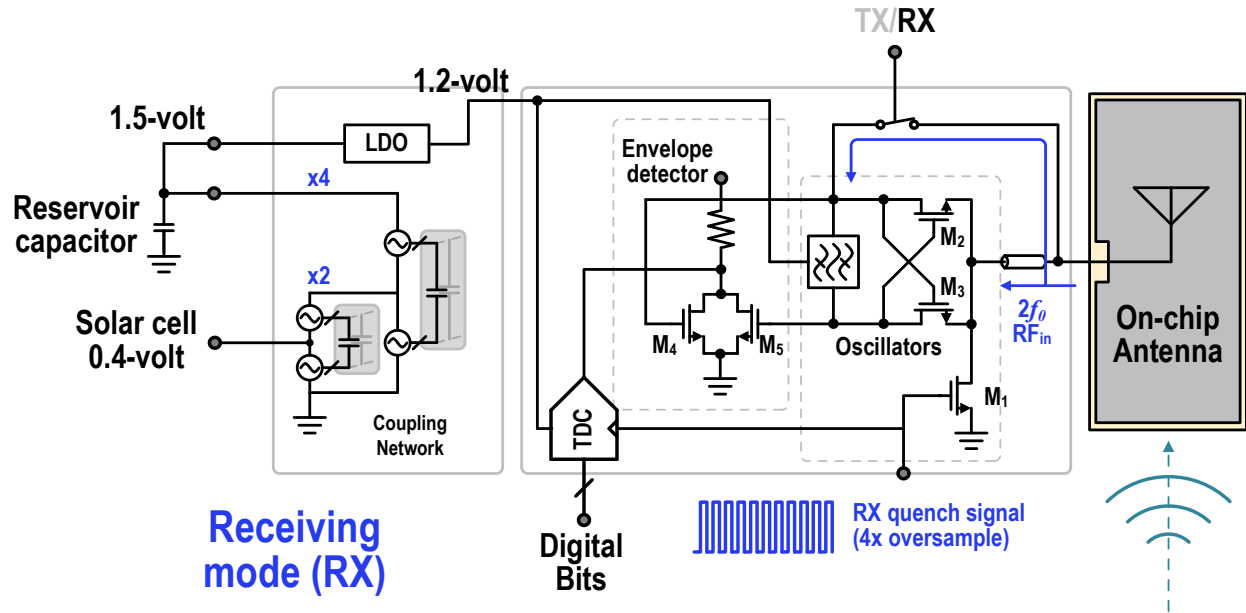 TX/RX
1.2-volt
1.5-volt
LDO
x4
Envelope
detector
Reservoir
capacitor
M2
M3
x2
Solar cell
0.4-volt
M4
M5
Oscillators
2f0
RFin
On-chip
Antenna
M1
Coupling
Network
TDC
Receiving
mode (RX)
Digital
Bits
RX quench signal
(4x oversample)